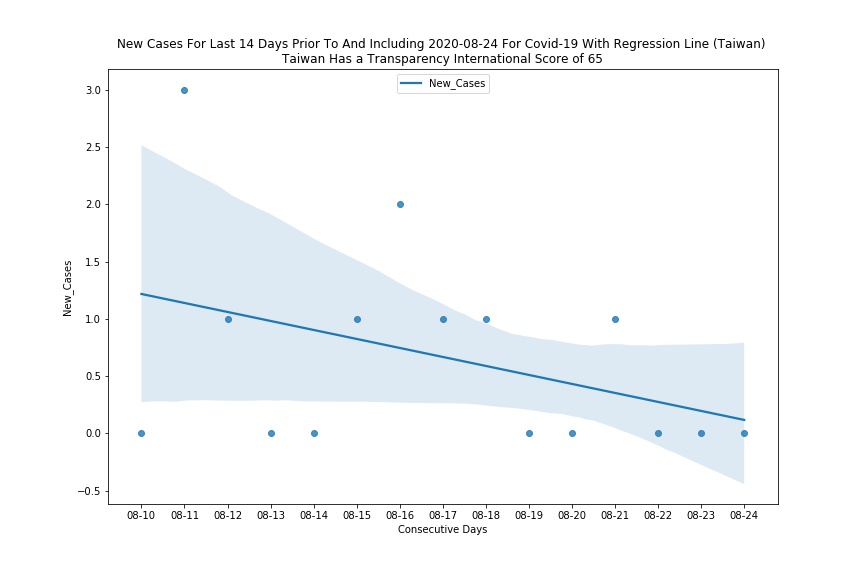 New Cases For Last 14 Days Prior To And Including 2020-08-24 For Covid-19 With Regression Line (Taiwan)
Taiwan Has a Transparency International Score of 65
New_Cases
3.0
2.5
2.0
1.5
1.0
0.5
0.0
−0.5
New_Cases
08-10 08-11 08-12 08-13 08-14 08-15 08-16 08-17 08-18 08-19 08-20 08-21 08-22 08-23 08-24
Consecutive Days